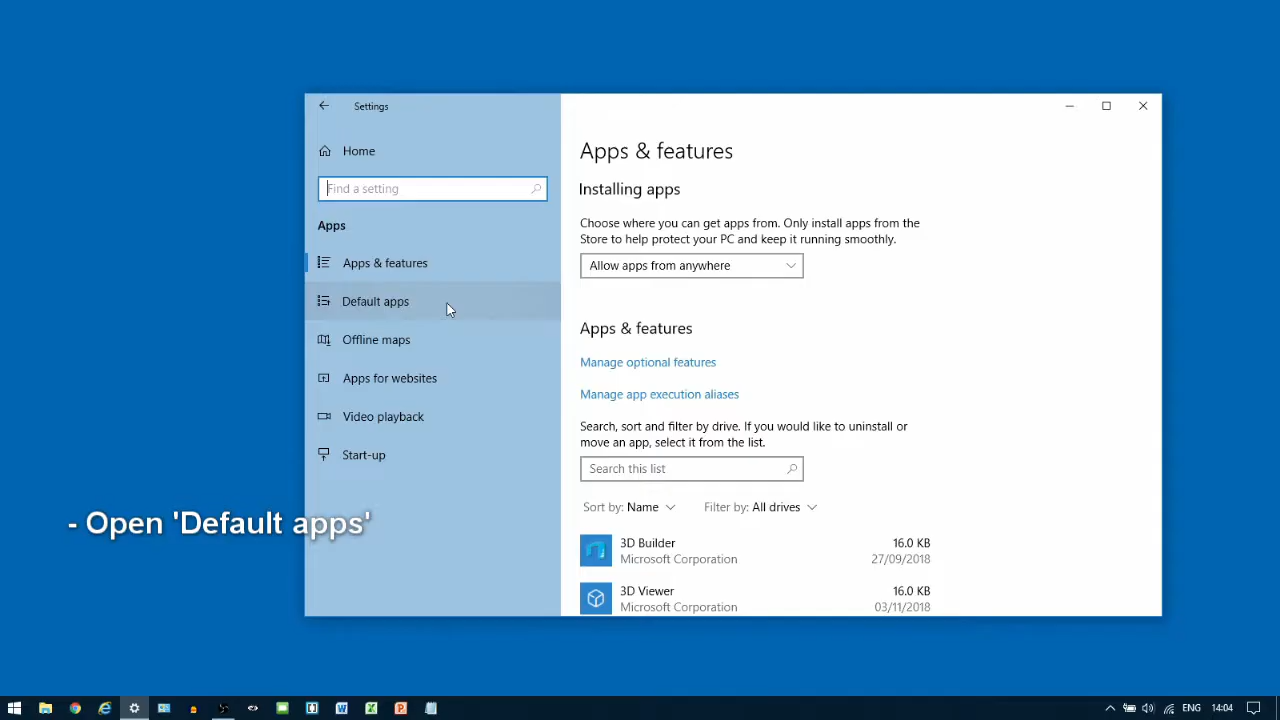 Settings
Home
Find a setting
Apps
Apps & features
Default apps
Offline maps
Apps for websites
Video playback
Start-up
- Open 'Default apps'
Apps & features
Installing apps
Choose where you can get apps from. Only install apps from the
Store to help protect your PC and keep it running smoothly.
Allow apps from anywhere
Apps & features
Manage optional features
Manage app execution aliases
Search, sort and filter by drive. If you would like to uninstall or
move an app, select it from the list.
Search this list
Sort by: Name Filter by: All drives
3D Builder 16.0 KB
Microsoft Corporation 27/09/2018
3D Viewer 16.0 KB
Microsoft Corporation 03/11/2018
ENG 14:04